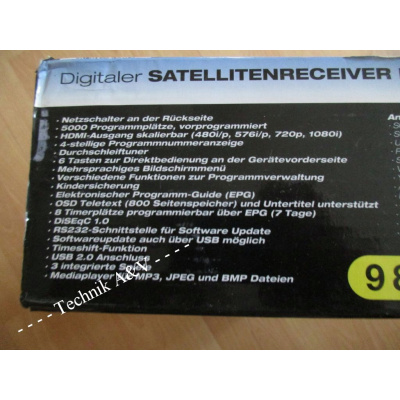 Digitaler SATELLITENRECEIVER
· Netzschalter an der Rückseite
· 5000 Programmplätze, vorprogrammiert
· HDMI-Ausgang skalierbar (480i/p, 576i/p, 720p, 1080i)
· 4-stellige Programmnummeranzeige
· Durchschleiftuner
· 6 Tasten zur Direktbedienung an der Gerätevorderseite
· Mehrsprachiges Bildschirmmenü
· Verschiedene Funktionen zur Programmverwaltung
· Kindersicherung
· Elektronischer Programm-Guide (EPG)
· OSD Teletext (800 Seitenspeicher) und Untertitel unterstützt
· 8 Timerplätze programmierbar über EPG (7 Tage)
· DiSEqC 1.0
· RS232-Schnittstelle für Software Update
· Softwareupdate auch über USB möglich
· Timeshift-Funktion
· USB 2.0 Anschluss
· 3 integrierte
· Mediaplayer MP3, JPEG und BMP Dateien
An
98
---- Technik A&V ----